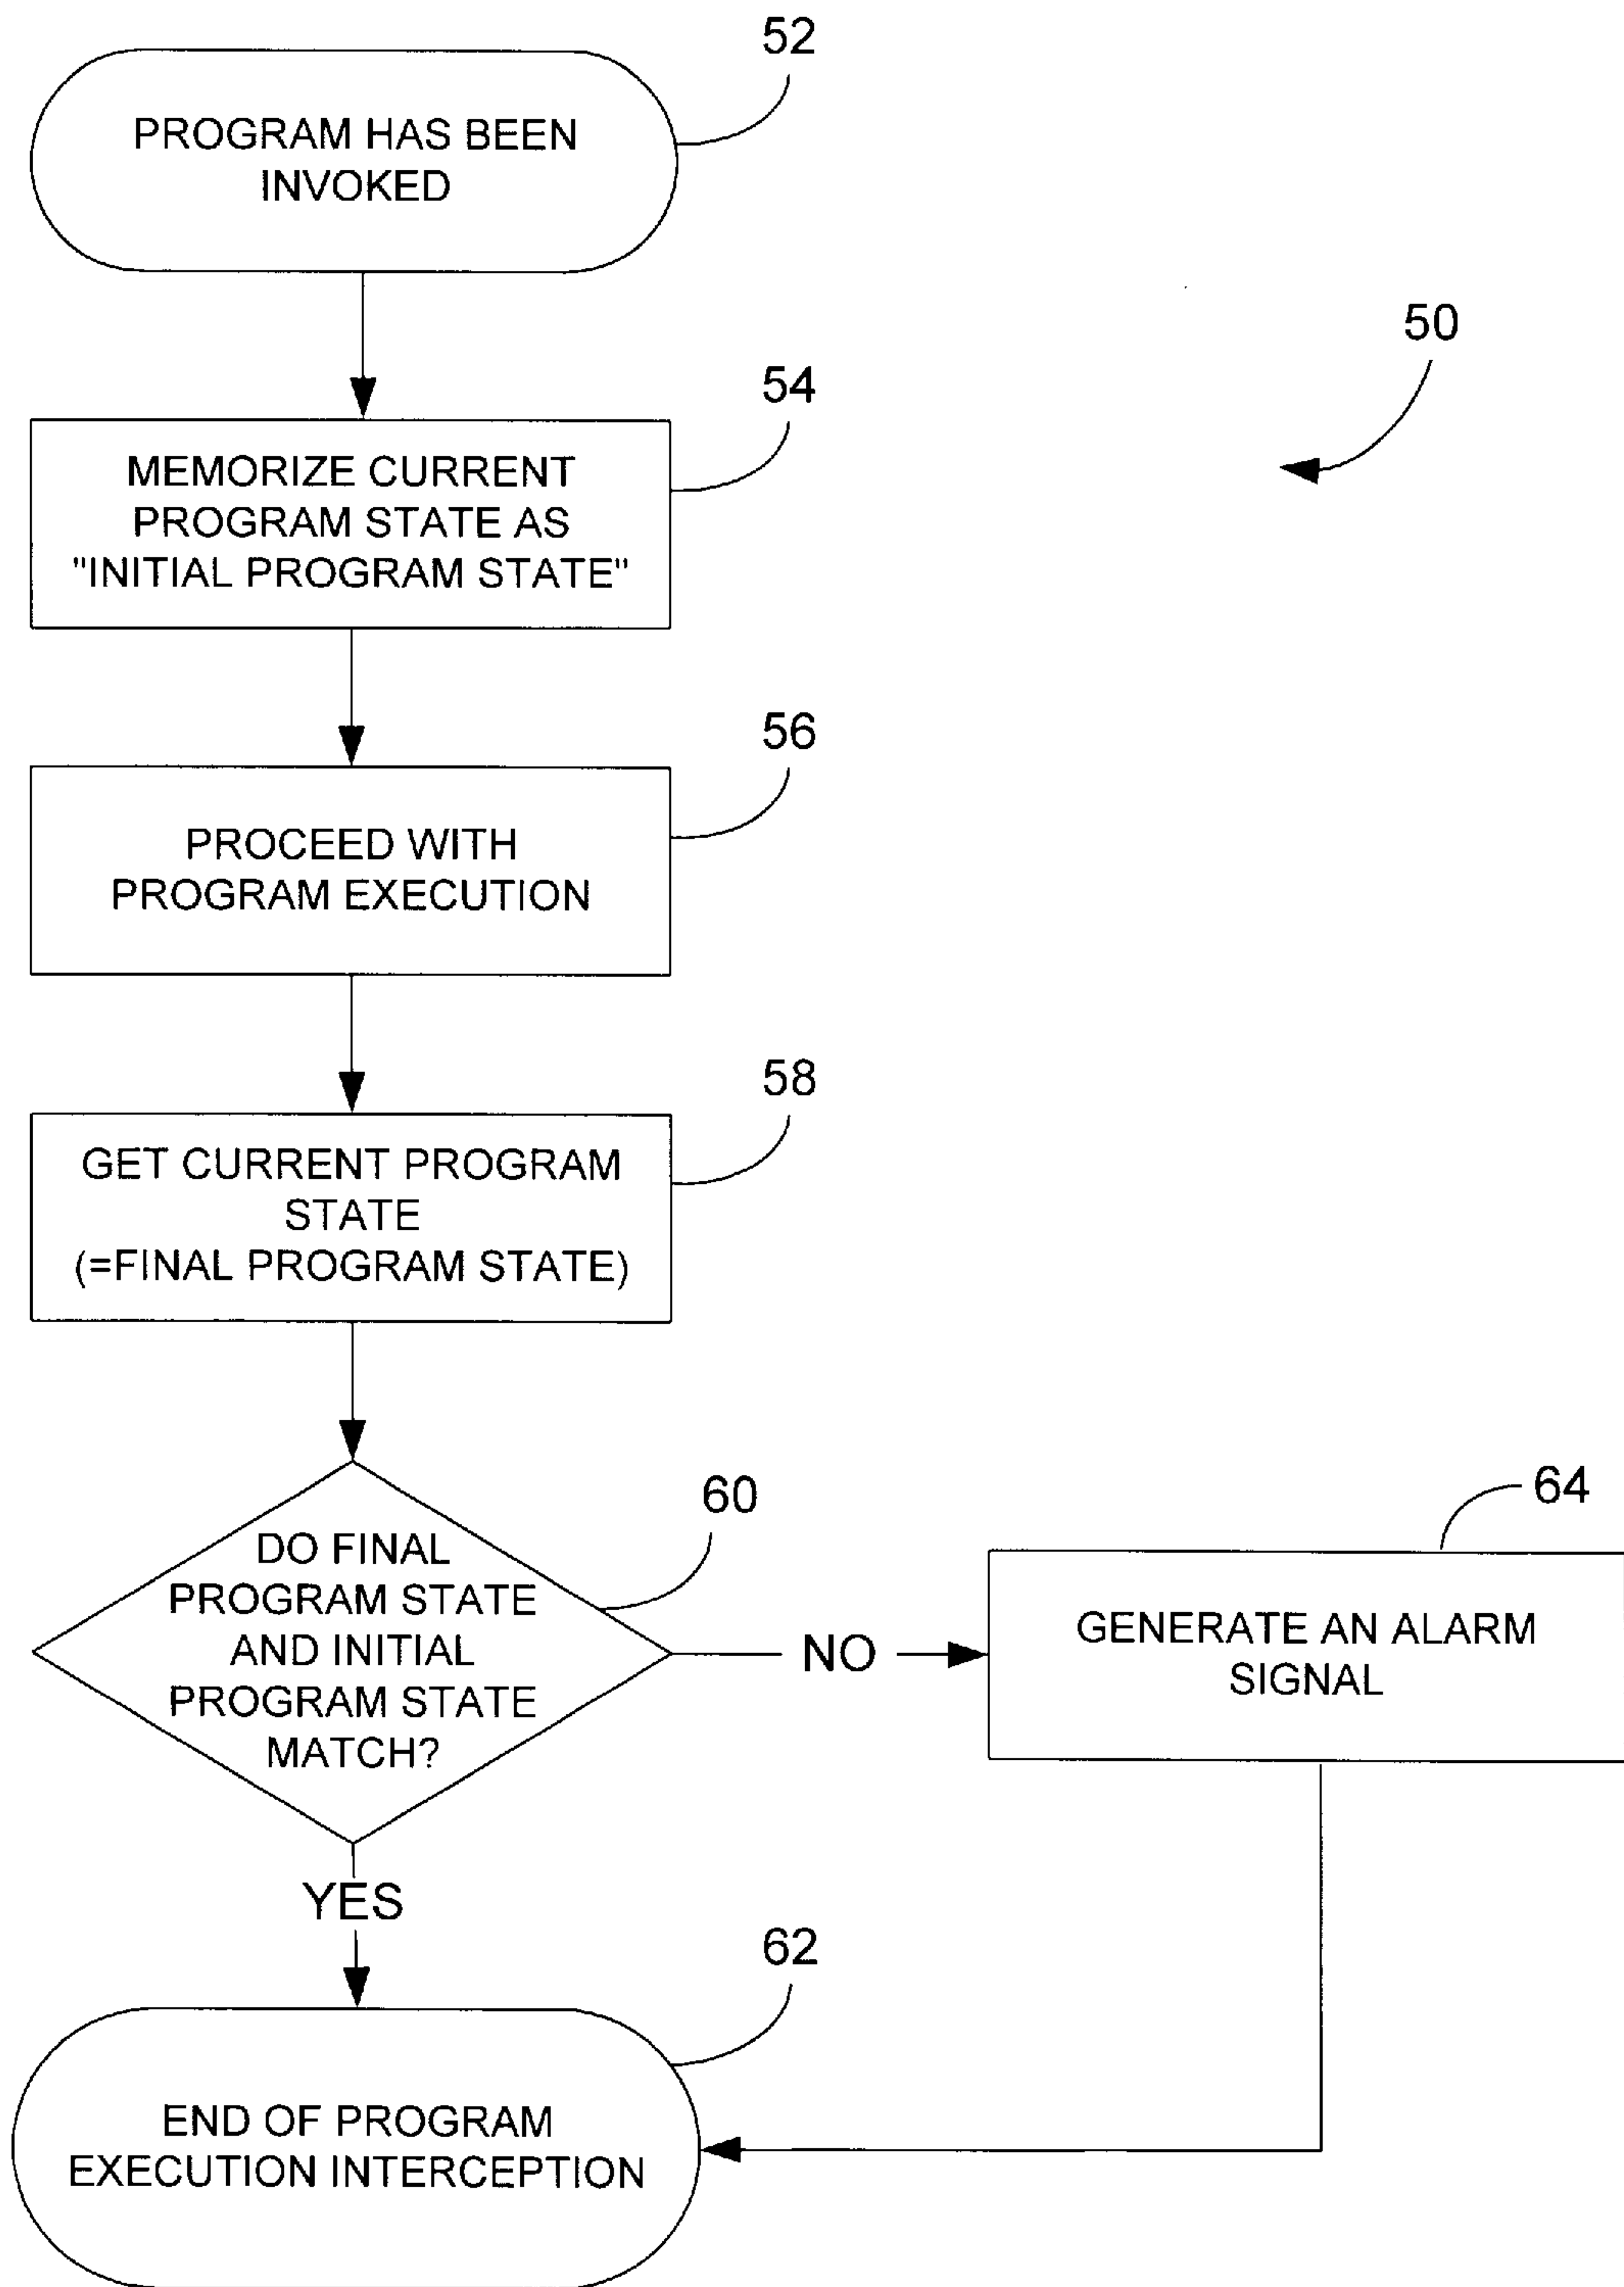 52
PROGRAM HAS BEEN
INVOKED
50
54
MEMORIZE CURRENT
PROGRAM STATE AS
"INITIAL PROGRAM STATE"
56
PROCEED WITH
PROGRAM EXECUTION
58
GET CURRENT PROGRAM
STATE
(=FINAL PROGRAM STATE)
60
DO FINAL
PROGRAM STATE
AND INITIAL
PROGRAM STATE
MATCH?
NO
64
GENERATE AN ALARM
SIGNAL
YES
62
END OF PROGRAM
EXECUTION INTERCEPTION